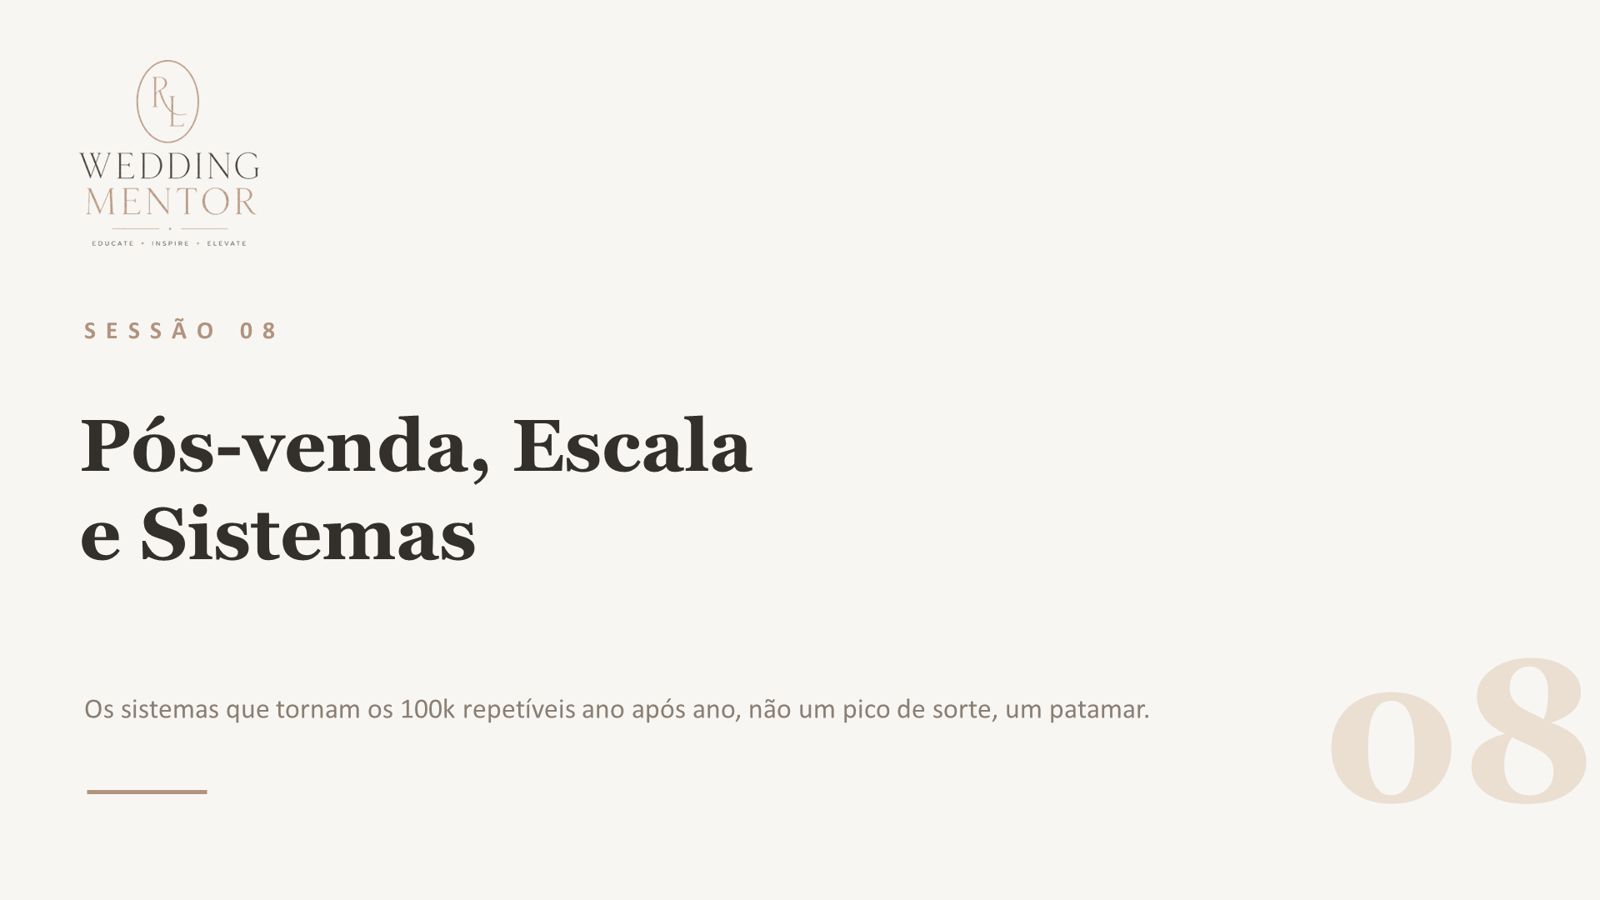 RL
WEDDING
MENTOR
EDUCATE • INSPIRE • ELEVATE
SESSÃO 08
Pós-venda, Escala
e Sistemas
Os sistemas que tornam os 100k repetíveis ano após ano, não um pico de sorte, um patamar.
08